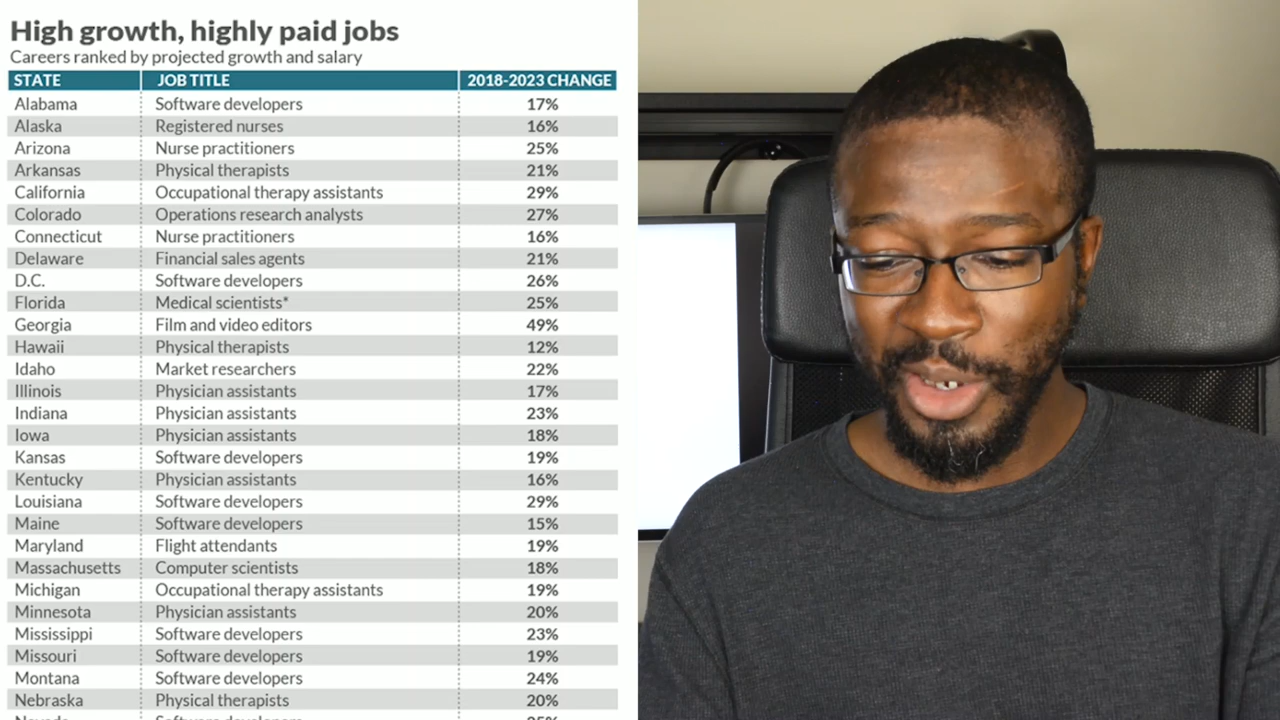 High growth, highly paid jobs
Careers ranked by projected growth and salary
STATE JOB TITLE 2018-2023 CHANGE
Alabama Software developers 17%
Alaska Registered nurses 16%
Arizona Nurse practitioners 25%
Arkansas Physical therapists 21%
California Occupational therapy assistants 29%
Colorado Operations research analysts 27%
Connecticut Nurse practitioners 16%
Delaware Financial sales agents 21%
D.C. Software developers 26%
Florida Medical scientists* 25%
Georgia Film and video editors 49%
Hawaii Physical therapists 12%
Idaho Market researchers 22%
Illinois Physician assistants 17%
Indiana Physician assistants 23%
Iowa Physician assistants 18%
Kansas Software developers 19%
Kentucky Physician assistants 16%
Louisiana Software developers 29%
Maine Software developers 15%
Maryland Flight attendants 19%
Massachusetts Computer scientists 18%
Michigan Occupational therapy assistants 19%
Minnesota Physician assistants 20%
Mississippi Software developers 23%
Missouri Software developers 19%
Montana Software developers 24%
Nebraska Physical therapists 20%